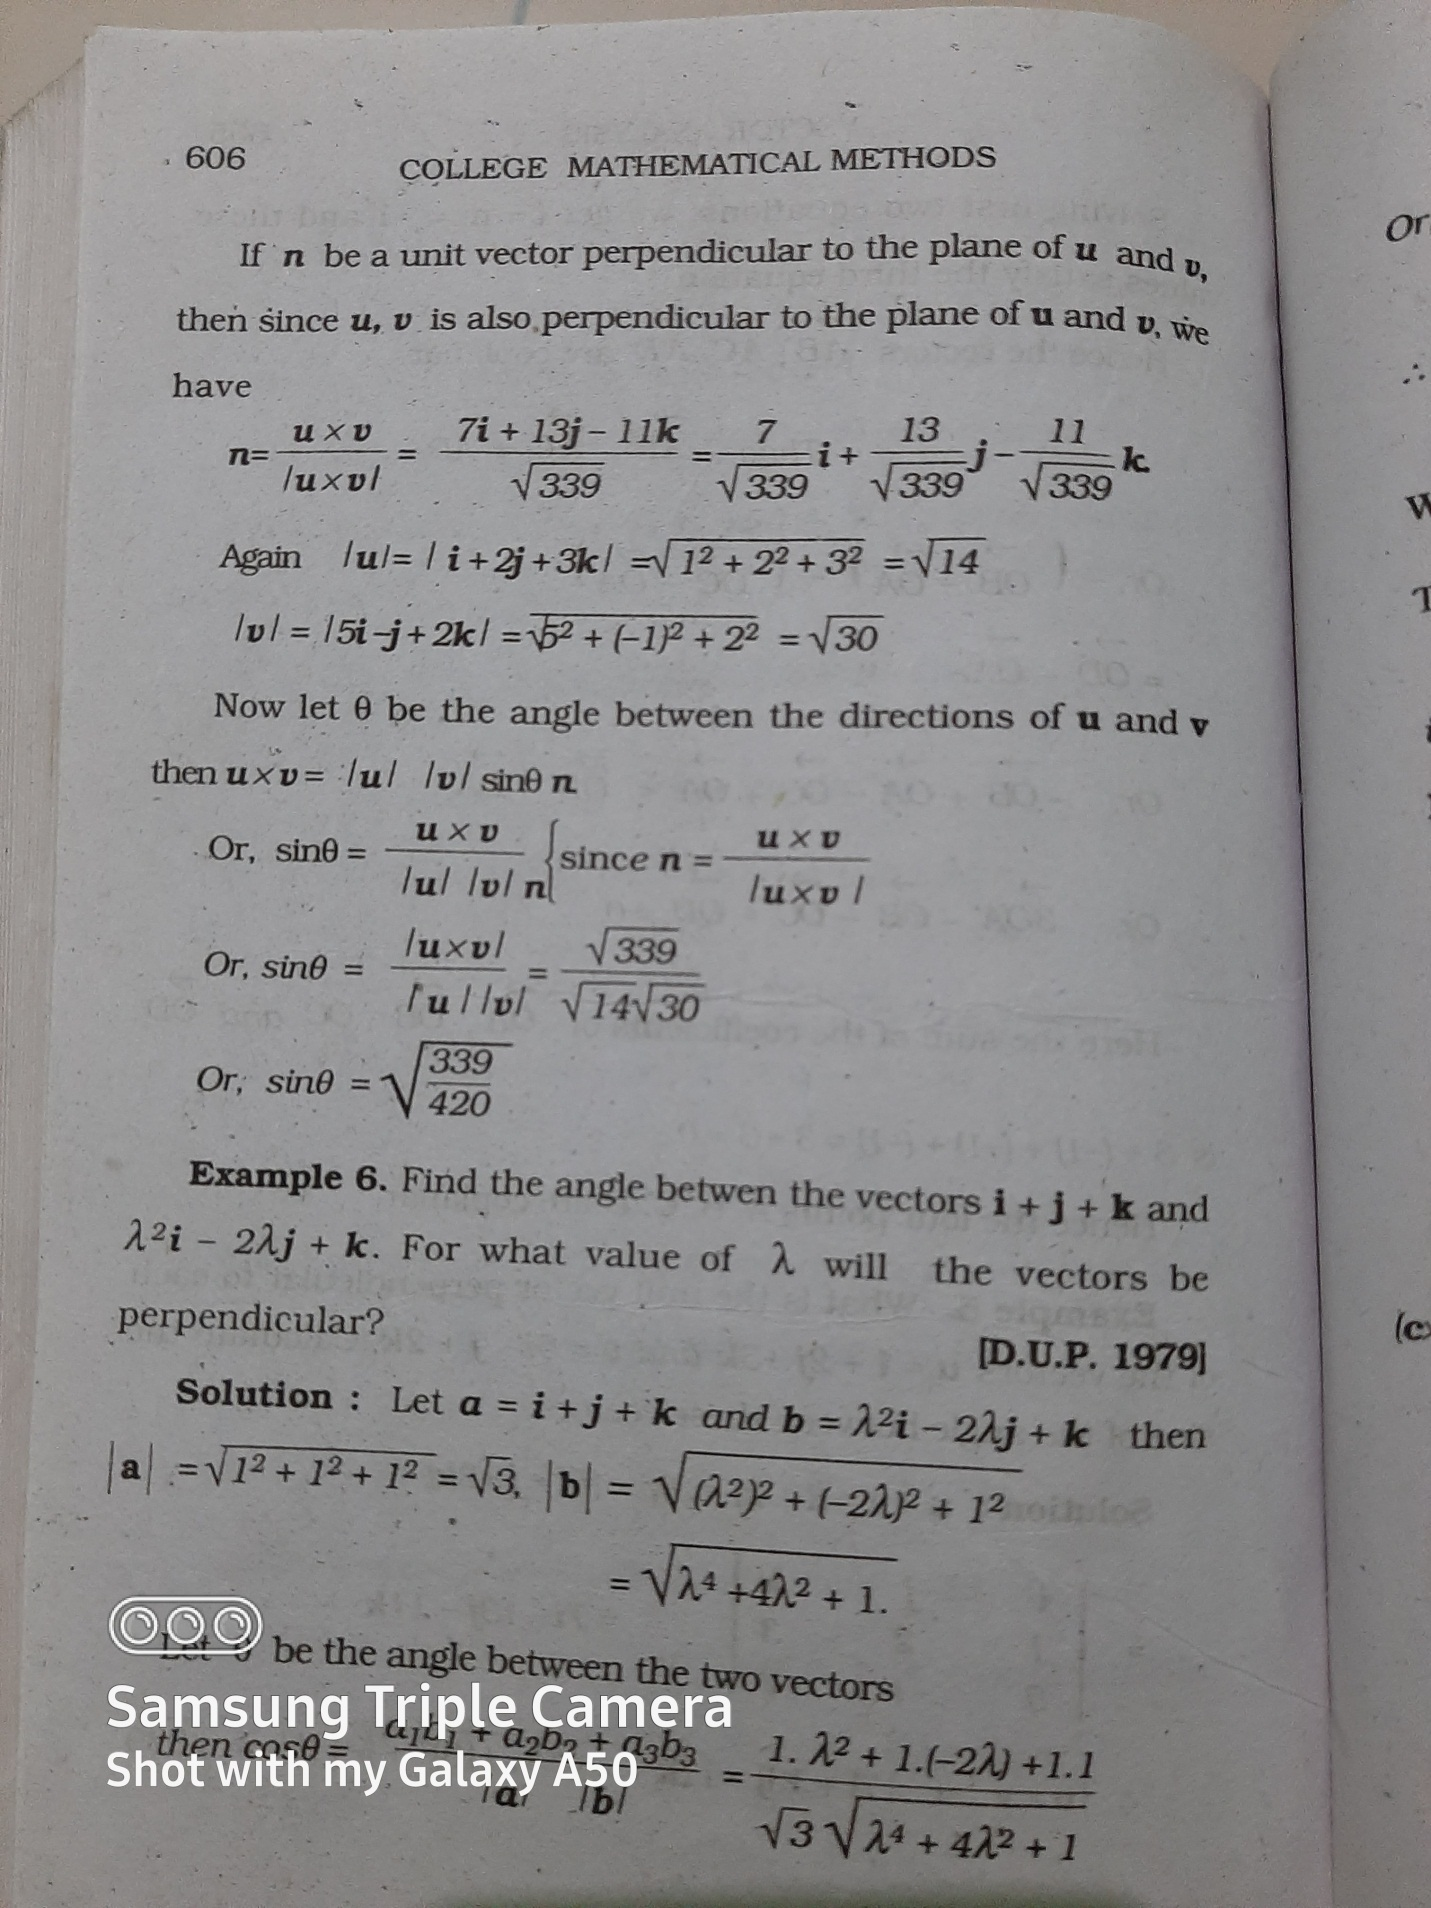 606 COLLEGE MATHEMATICAL METHODS
If n be a unit vector perpendicular to the plane of u and v,
then since u, v is also perpendicular to the plane of u and v, we
have
n= u × v / /u×v/ = 7i + 13j – 11k / √339 = 7/√339 i + 13/√339 j – 11/√339 k.
Again /u/= / i + 2j + 3k/ =√1² + 2² + 3² = √14
/v/ = /5i–j + 2k/ = √5² + (–1)² + 2² = √30
Now let θ be the angle between the directions of u and v
then u×v= /u/ /v/ sinθ n
Or, sinθ = u × v / /u/ /v/ n {since n = u × v / /u×v /
Or, sinθ = /u×v/ / /u / /v/ = √339 / √14√30
Or, sinθ = √339/420
Example 6. Find the angle betwen the vectors i + j + k and
λ²i – 2λj + k. For what value of λ will the vectors be
perpendicular?
[D.U.P. 1979]
Solution : Let a = i + j + k and b = λ²i – 2λj + k then
|a| =√1² + 1² + 1² = √3, |b| = √(λ²)² + (–2λ)² + 1²
= √λ⁴ +4λ² + 1.
Let θ be the angle between the two vectors
Samsung Triple Camera
then cosθ = a₁b₁ + a₂b₂ + a₃b₃ / /a/ /b/ = 1. λ² + 1.(–2λ) +1.1 / √3 √λ⁴ + 4λ² + 1
Shot with my Galaxy A50
Or
∴
(c